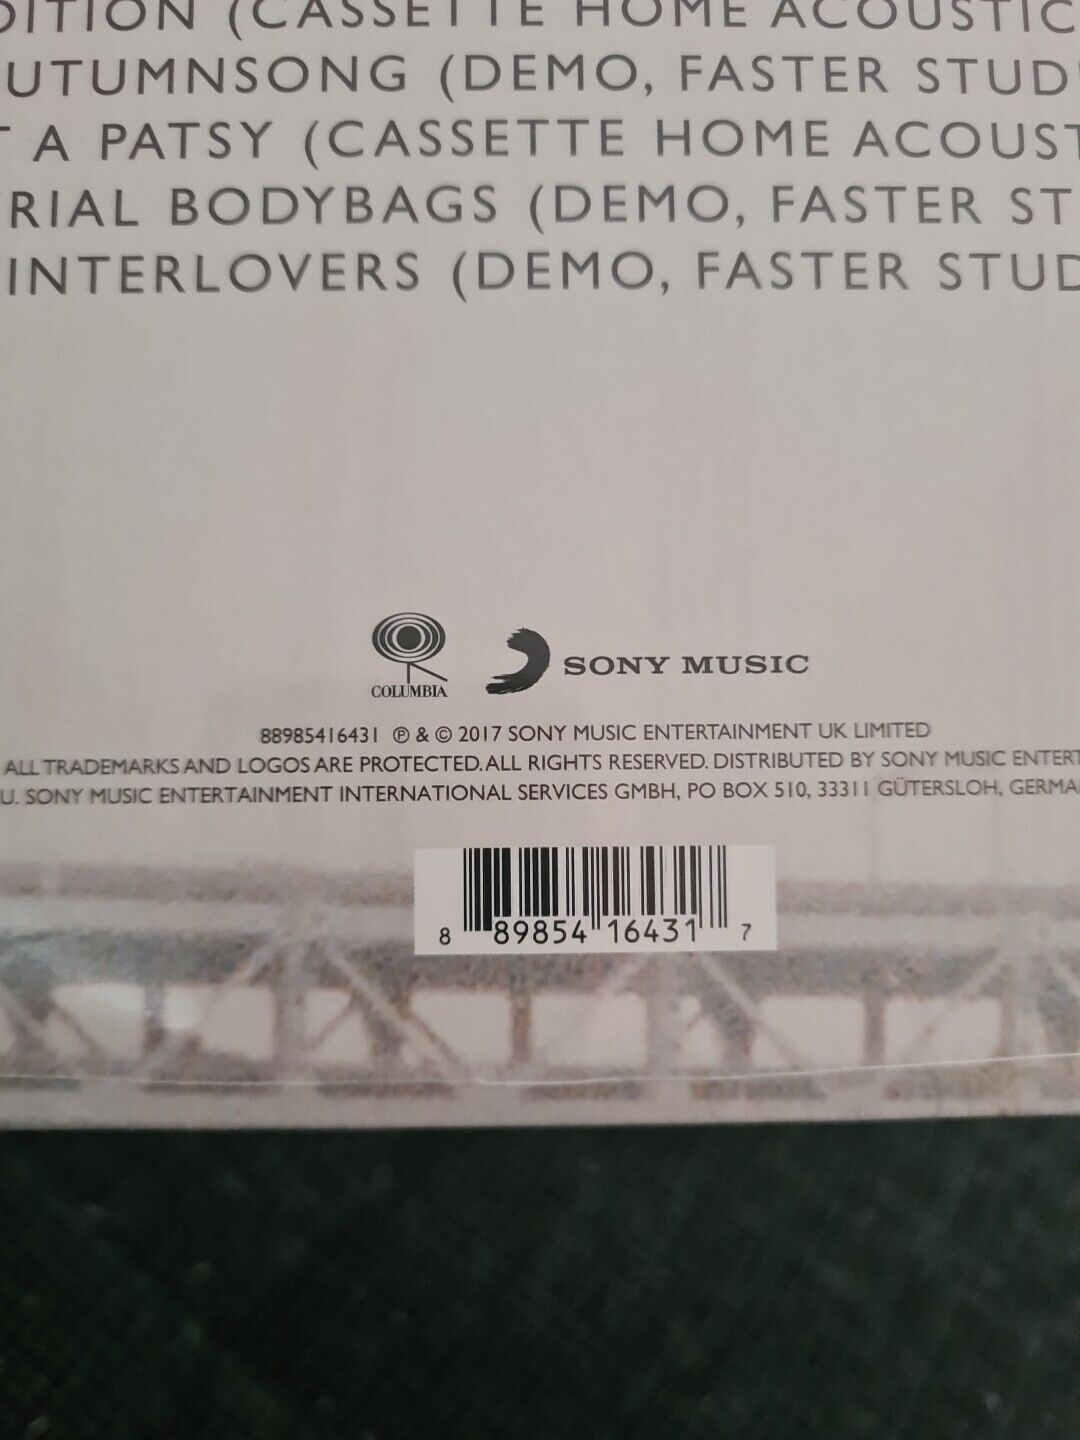 DITION (CASSETTE HOME ACOUSTIC
UTUMNSONG (DEMO, FASTER STUD
T A PATSY (CASSETTE HOME ACOUST
RIAL BODYBAGS (DEMO, FASTER ST
INTERLOVERS (DEMO, FASTER STUD
COLUMBIA
SONY MUSIC
88985416431 ℗ & © 2017 SONY MUSIC ENTERTAINMENT UK LIMITED
ALL TRADEMARKS AND LOGOS ARE PROTECTED. ALL RIGHTS RESERVED. DISTRIBUTED BY SONY MUSIC ENTERT
U. SONY MUSIC ENTERTAINMENT INTERNATIONAL SERVICES GMBH, PO BOX 510, 33311 GÜTERSLOH, GERMA
8 89854 16431 7